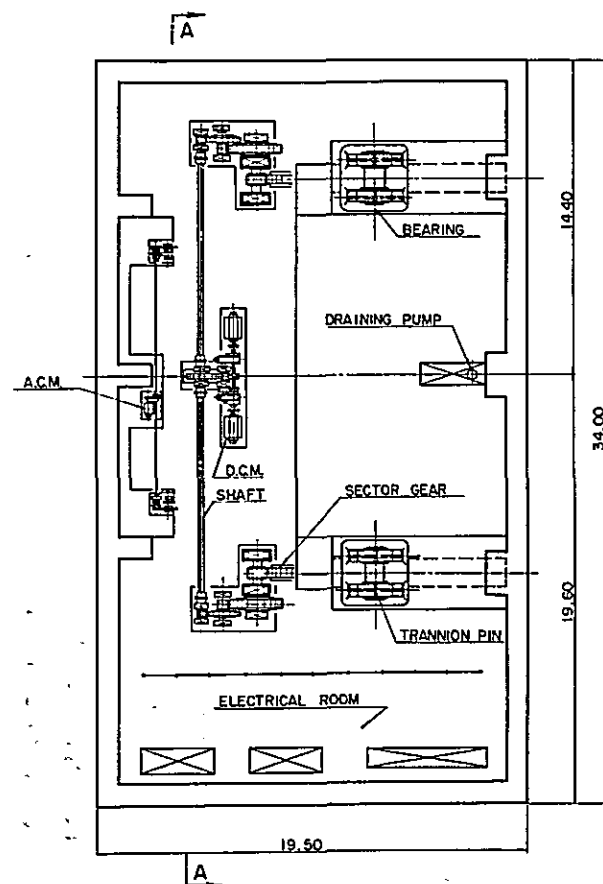 A
BEARING
14.40
DRAINING PUMP
A.C.M.
34.00
D.C.M.
SHAFT
SECTOR GEAR
19.60
TRANNION PIN
ELECTRICAL ROOM
19.50
A